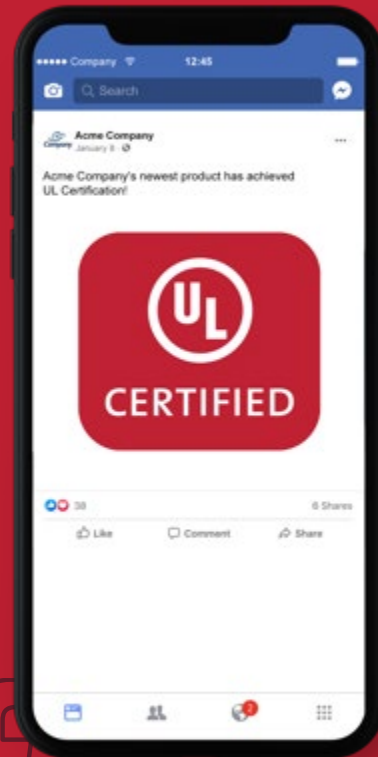 Company 12:45
Search
Company
Acme Company
January 8
Acme Company's newest product has achieved
UL Certification!
UL
CERTIFIED
38 6 Shares
Like Comment Share
2